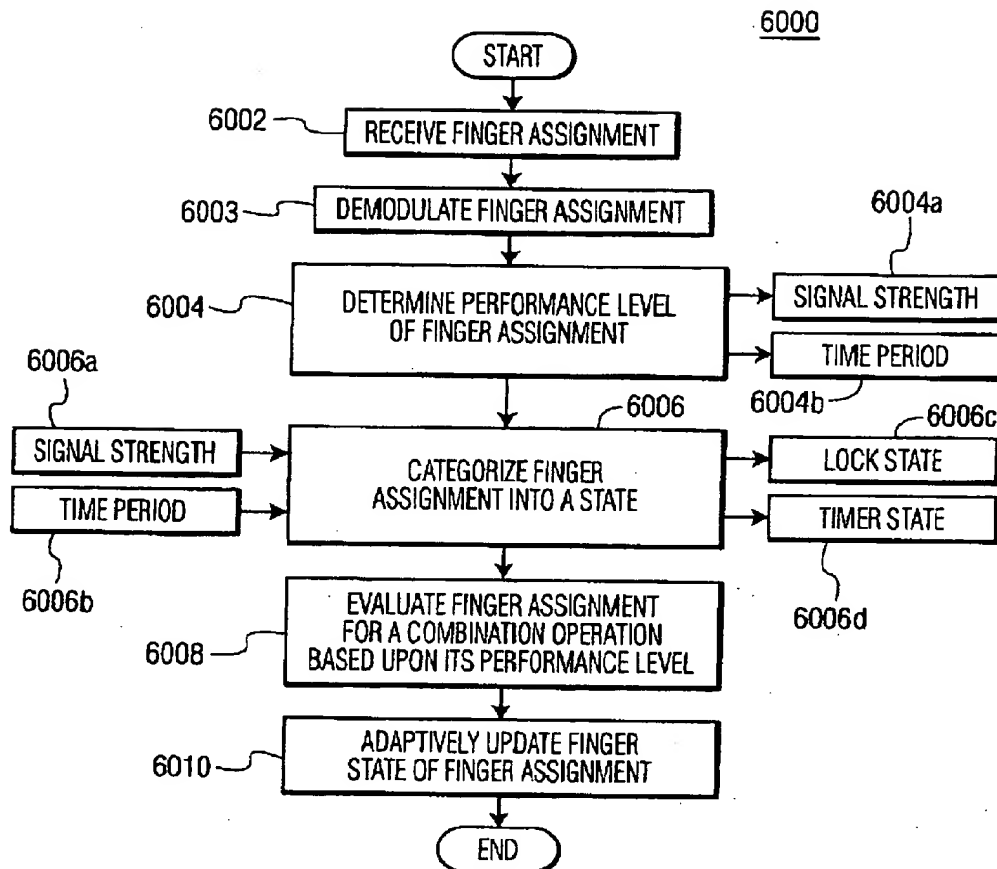 6000
START
6002
RECEIVE FINGER ASSIGNMENT
6003
DEMODULATE FINGER ASSIGNMENT
6004a
6004
DETERMINE PERFORMANCE LEVEL
OF FINGER ASSIGNMENT
SIGNAL STRENGTH
TIME PERIOD
6004b
6006a
6006
6006c
SIGNAL STRENGTH
TIME PERIOD
6006b
CATEGORIZE FINGER
ASSIGNMENT INTO A STATE
LOCK STATE
TIMER STATE
6006d
6008
EVALUATE FINGER ASSIGNMENT
FOR A COMBINATION OPERATION
BASED UPON ITS PERFORMANCE LEVEL
6010
ADAPTIVELY UPDATE FINGER
STATE OF FINGER ASSIGNMENT
END